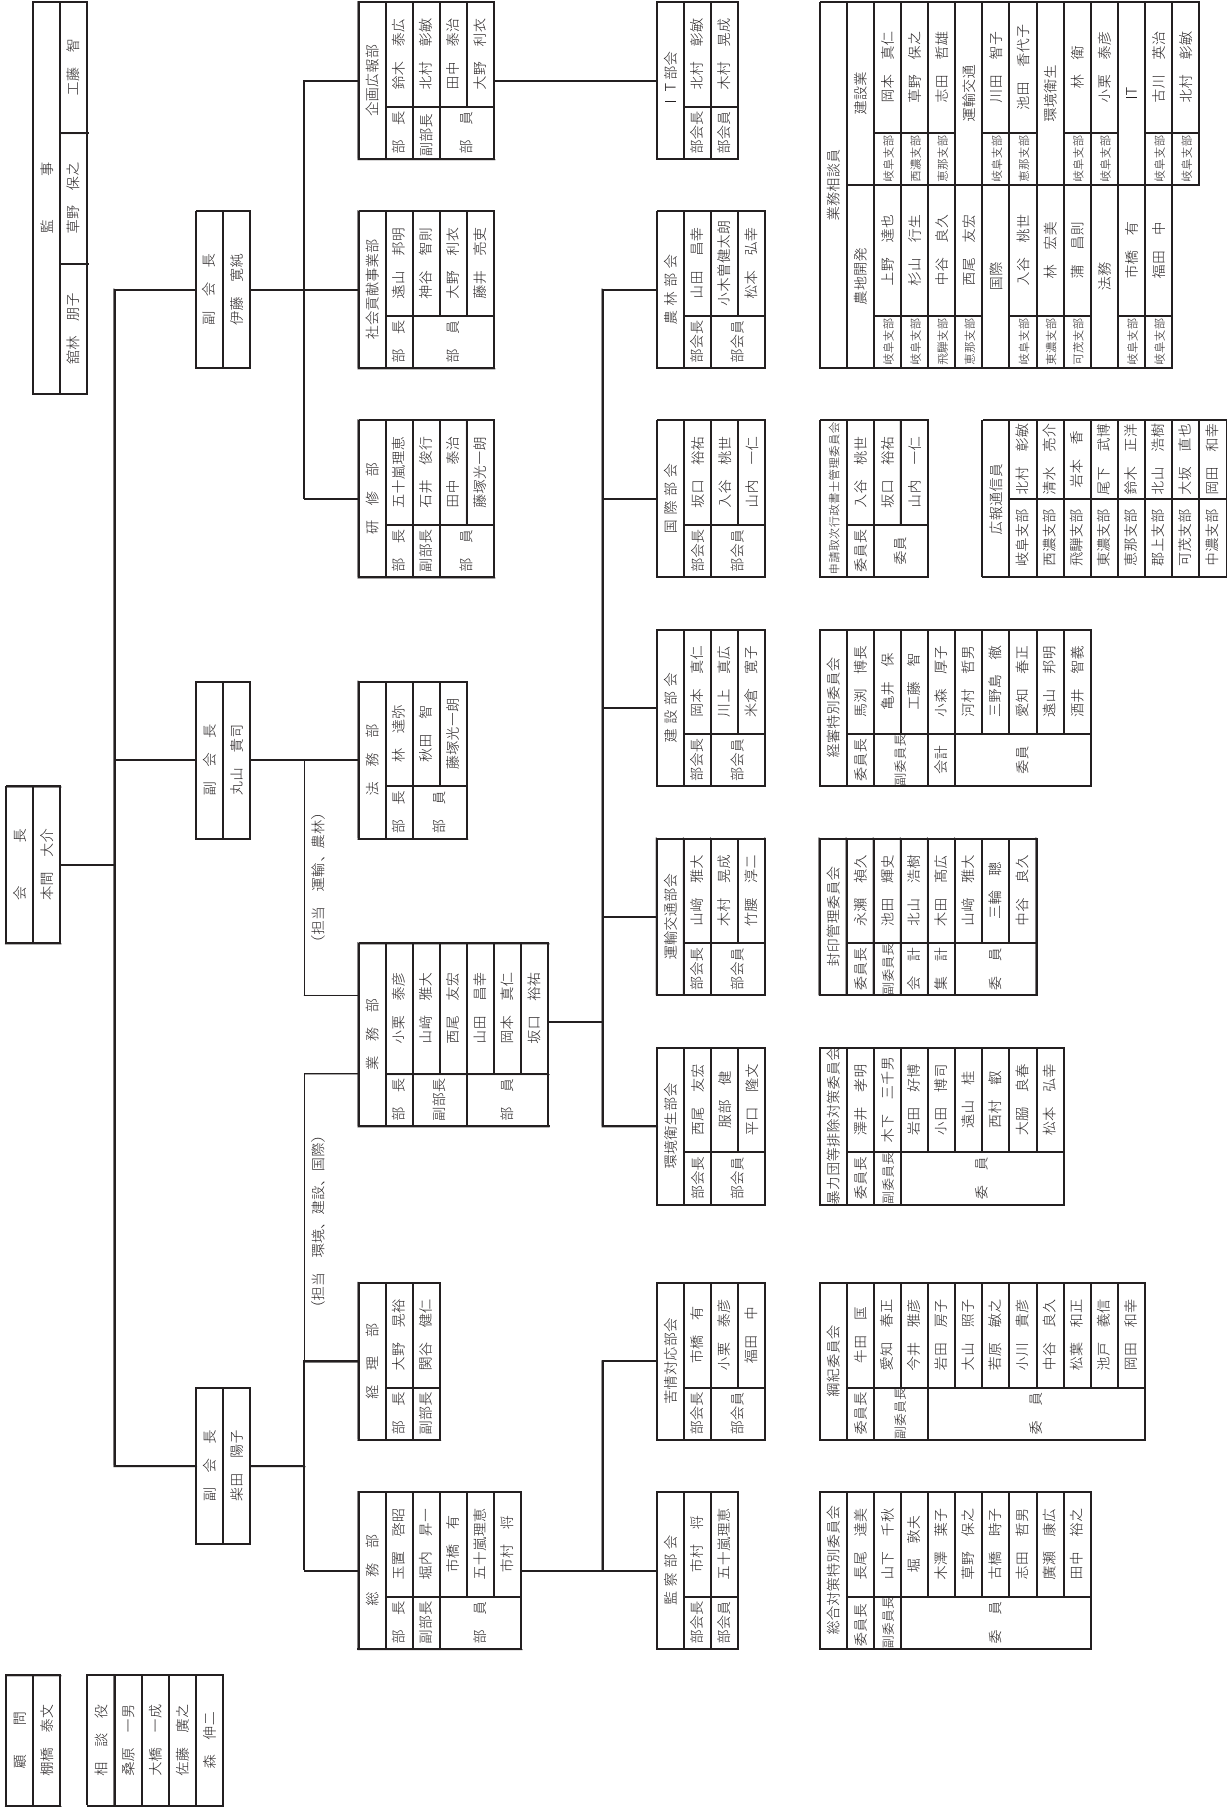 顧　問
棚橋　泰文
相　談　役
桑原　一男
大橋　一成
佐藤　廣之
森　伸二
会　長
本間　大介
監　事
舘林　朋子　草野　保之　工藤　智
副　会　長
柴田　陽子
副　会　長
丸山　貴司
副　会　長
伊藤　寛純
(担当　環境、建設、国際)
(担当　運輸、農林)
総　務　部
部　長　玉置　啓昭
副部長　堀内　昇一
部　員　市橋　有
五十嵐理恵
市村　将
経　理　部
部　長　大野　晃裕
副部長　関谷　健仁
業　務　部
部　長　小栗　泰彦
副部長　山﨑　雅大
西尾　友宏
部　員　山田　昌幸
岡本　真仁
坂口　裕祐
法　務　部
部　長　林　達弥
部　員　秋田　智
藤塚光一朗
研　修　部
部　長　五十嵐理恵
副部長　石井　俊行
部　員　田中　泰治
藤塚光一朗
社会貢献事業部
部　長　遠山　邦明
部　員　神谷　智則
大野　利衣
藤井　亮吏
企画広報部
部　長　鈴木　泰広
副部長　北村　彰敏
部　員　田中　泰治
大野　利衣
監察部会
部会長　市村　将
部会員　五十嵐理恵
苦情対応部会
部会長　市橋　有
部会員　小栗　泰彦
福田　中
環境衛生部会
部会長　西尾　友宏
部会員　服部　健
平口　隆文
運輸交通部会
部会長　山﨑　雅大
部会員　木村　晃成
竹腰　淳二
建設部会
部会長　岡本　真仁
部会員　川上　真広
米倉　寛子
国際部会
部会長　坂口　裕祐
部会員　入谷　桃世
山内　一仁
農林部会
部会長　山田　昌幸
部会員　小木曽健太朗
松本　弘幸
ＩＴ部会
部会長　北村　彰敏
部会員　木村　晃成
総合対策特別委員会
委員長　長尾　達美
副委員長　山下　千秋
委　員　堀　敦夫
木澤　葉子
草野　保之
古橋　時子
志田　哲男
廣瀬　康広
田中　裕之
綱紀委員会
委員長　牛田　匡
副委員長　愛知　春正
今井　雅彦
委　員　岩田　房子
大山　照子
若原　敏之
小川　貴彦
中谷　良久
松葉　和正
池戸　義信
岡田　和幸
暴力団等排除対策委員会
委員長　澤井　孝明
副委員長　木下　三千男
委　員　岩田　好博
小田　博司
遠山　桂
西村　叡
大脇　良春
松本　弘幸
封印管理委員会
委員長　永瀬　禎久
副委員長　池田　輝史
会　計　北山　浩樹
集　計　木田　髙広
委　員　山﨑　雅大
三輪　聰
中谷　良久
経審特別委員会
委員長　馬渕　博長
副委員長　亀井　保
工藤　智
会計　小森　厚子
委員　河村　哲男
三野島　徹
愛知　春正
遠山　邦明
酒井　智義
申請取次行政書士管理委員会
委員長　入谷　桃世
委員　坂口　裕祐
山内　一仁
広報通信員
岐阜支部　北村　彰敏
西濃支部　清水　亮介
飛騨支部　岩本　香
東濃支部　尾下　武博
恵那支部　鈴木　正洋
郡上支部　北山　浩樹
可茂支部　大坂　直也
中濃支部　岡田　和幸
業務相談員
農地開発
岐阜支部　上野　達也
岐阜支部　杉山　行生
飛騨支部　中谷　良久
恵那支部　西尾　友宏
国際
岐阜支部　入谷　桃世
東濃支部　林　宏美
可茂支部　蒲　昌則
法務
岐阜支部　市橋　有
岐阜支部　福田　中
建設業
岐阜支部　岡本　真仁
西濃支部　草野　保之
恵那支部　志田　哲雄
運輸交通
岐阜支部　川田　智子
恵那支部　池田　香代子
環境衛生
岐阜支部　林　衛
岐阜支部　小栗　泰彦
IT
岐阜支部　古川　英治
岐阜支部　北村　彰敏